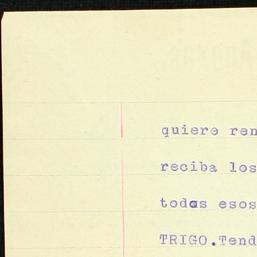 quiere ren
reciba los
todas esos
TRIGO.Tend